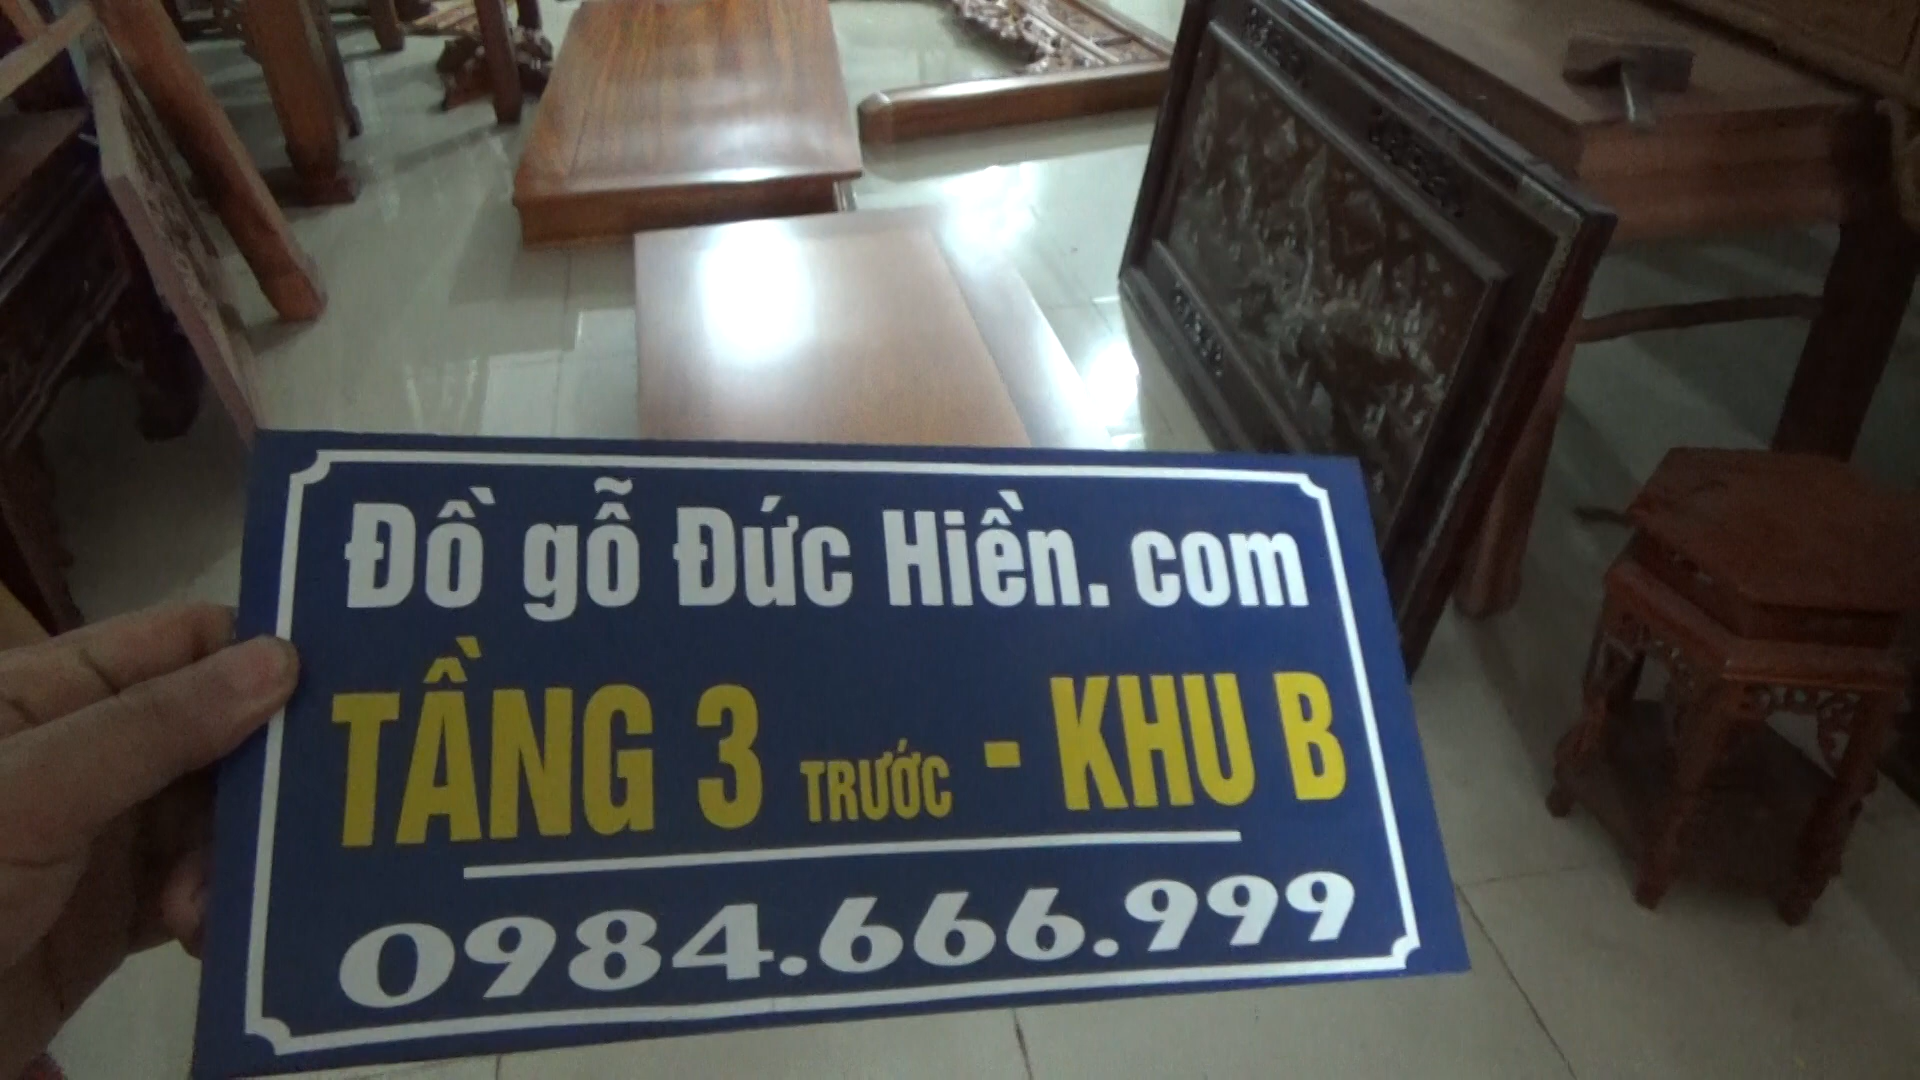 Đồ gỗ Đức Hiền. com
TẦNG 3 TRƯỚC - KHU B
0984.666.999